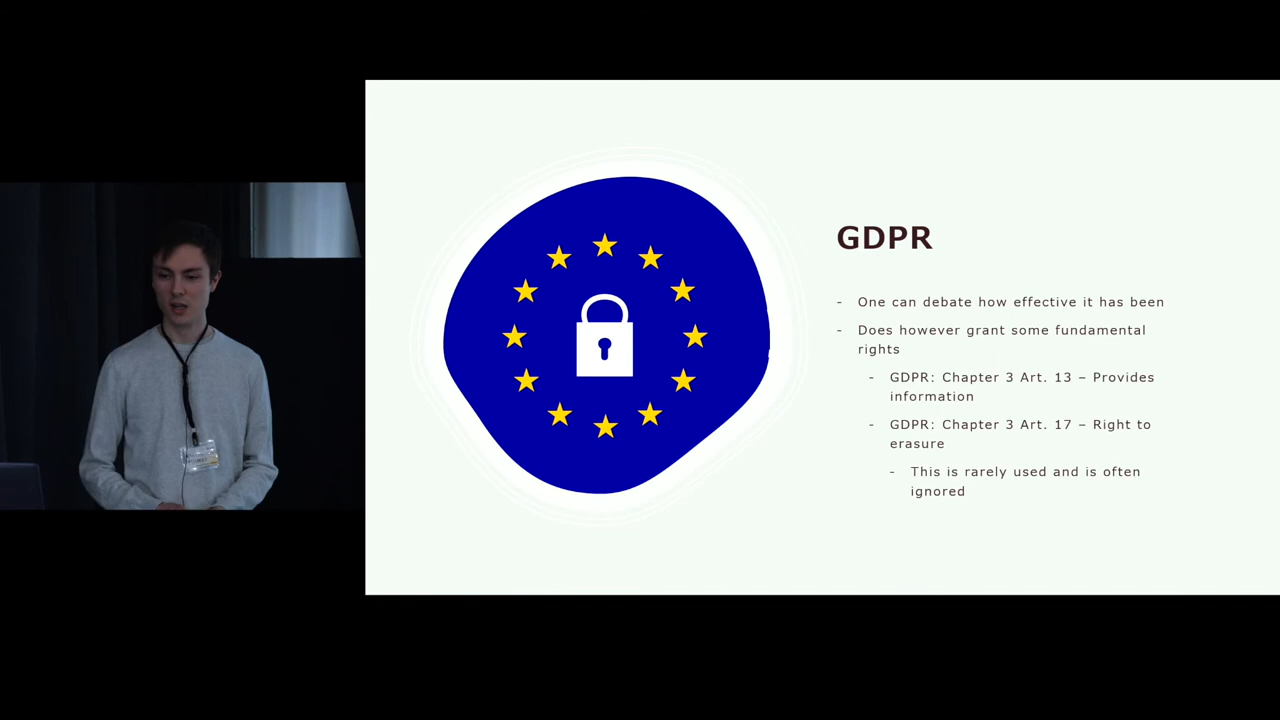 GDPR
- One can debate how effective it has been
- Does however grant some fundamental
rights
- GDPR: Chapter 3 Art. 13 – Provides
information
- GDPR: Chapter 3 Art. 17 – Right to
erasure
- This is rarely used and is often
ignored